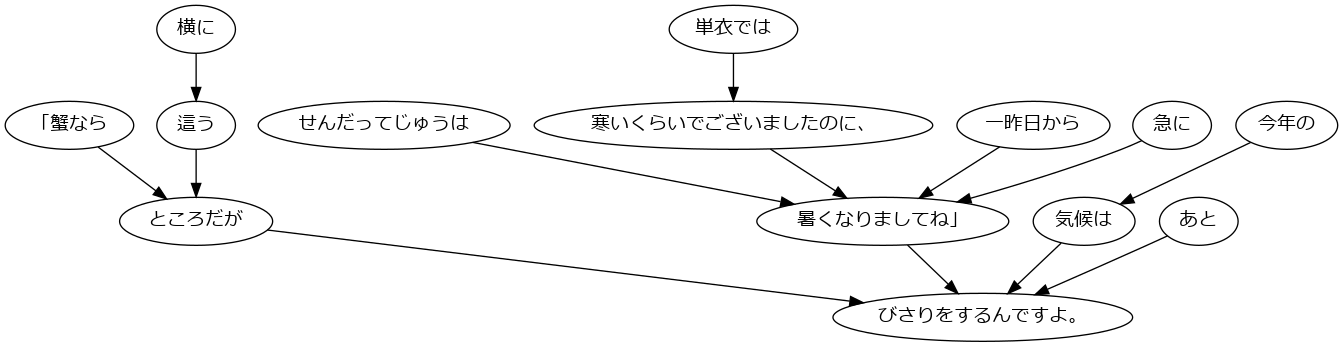 横に
単衣では
「蟹なら
這う
せんだってじゅうは
寒いくらいでございましたのに、
一昨日から
急に
今年の
ところだが
暑くなりましてね」
気候は
あと
びさりをするんですよ。